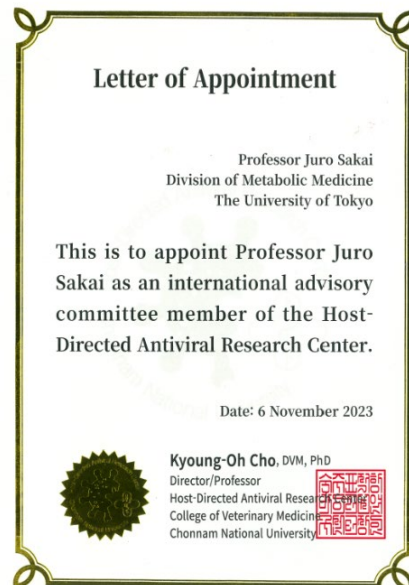 Letter of Appointment
Professor Juro Sakai
Division of Metabolic Medicine
The University of Tokyo
This is to appoint Professor Juro
Sakai as an international advisory
committee member of the Host-
Directed Antiviral Research Center.
Date: 6 November 2023
Kyoung-Oh Cho, DVM, PhD
Director/Professor
Host-Directed Antiviral Research Center
College of Veterinary Medicine
Chonnam National University